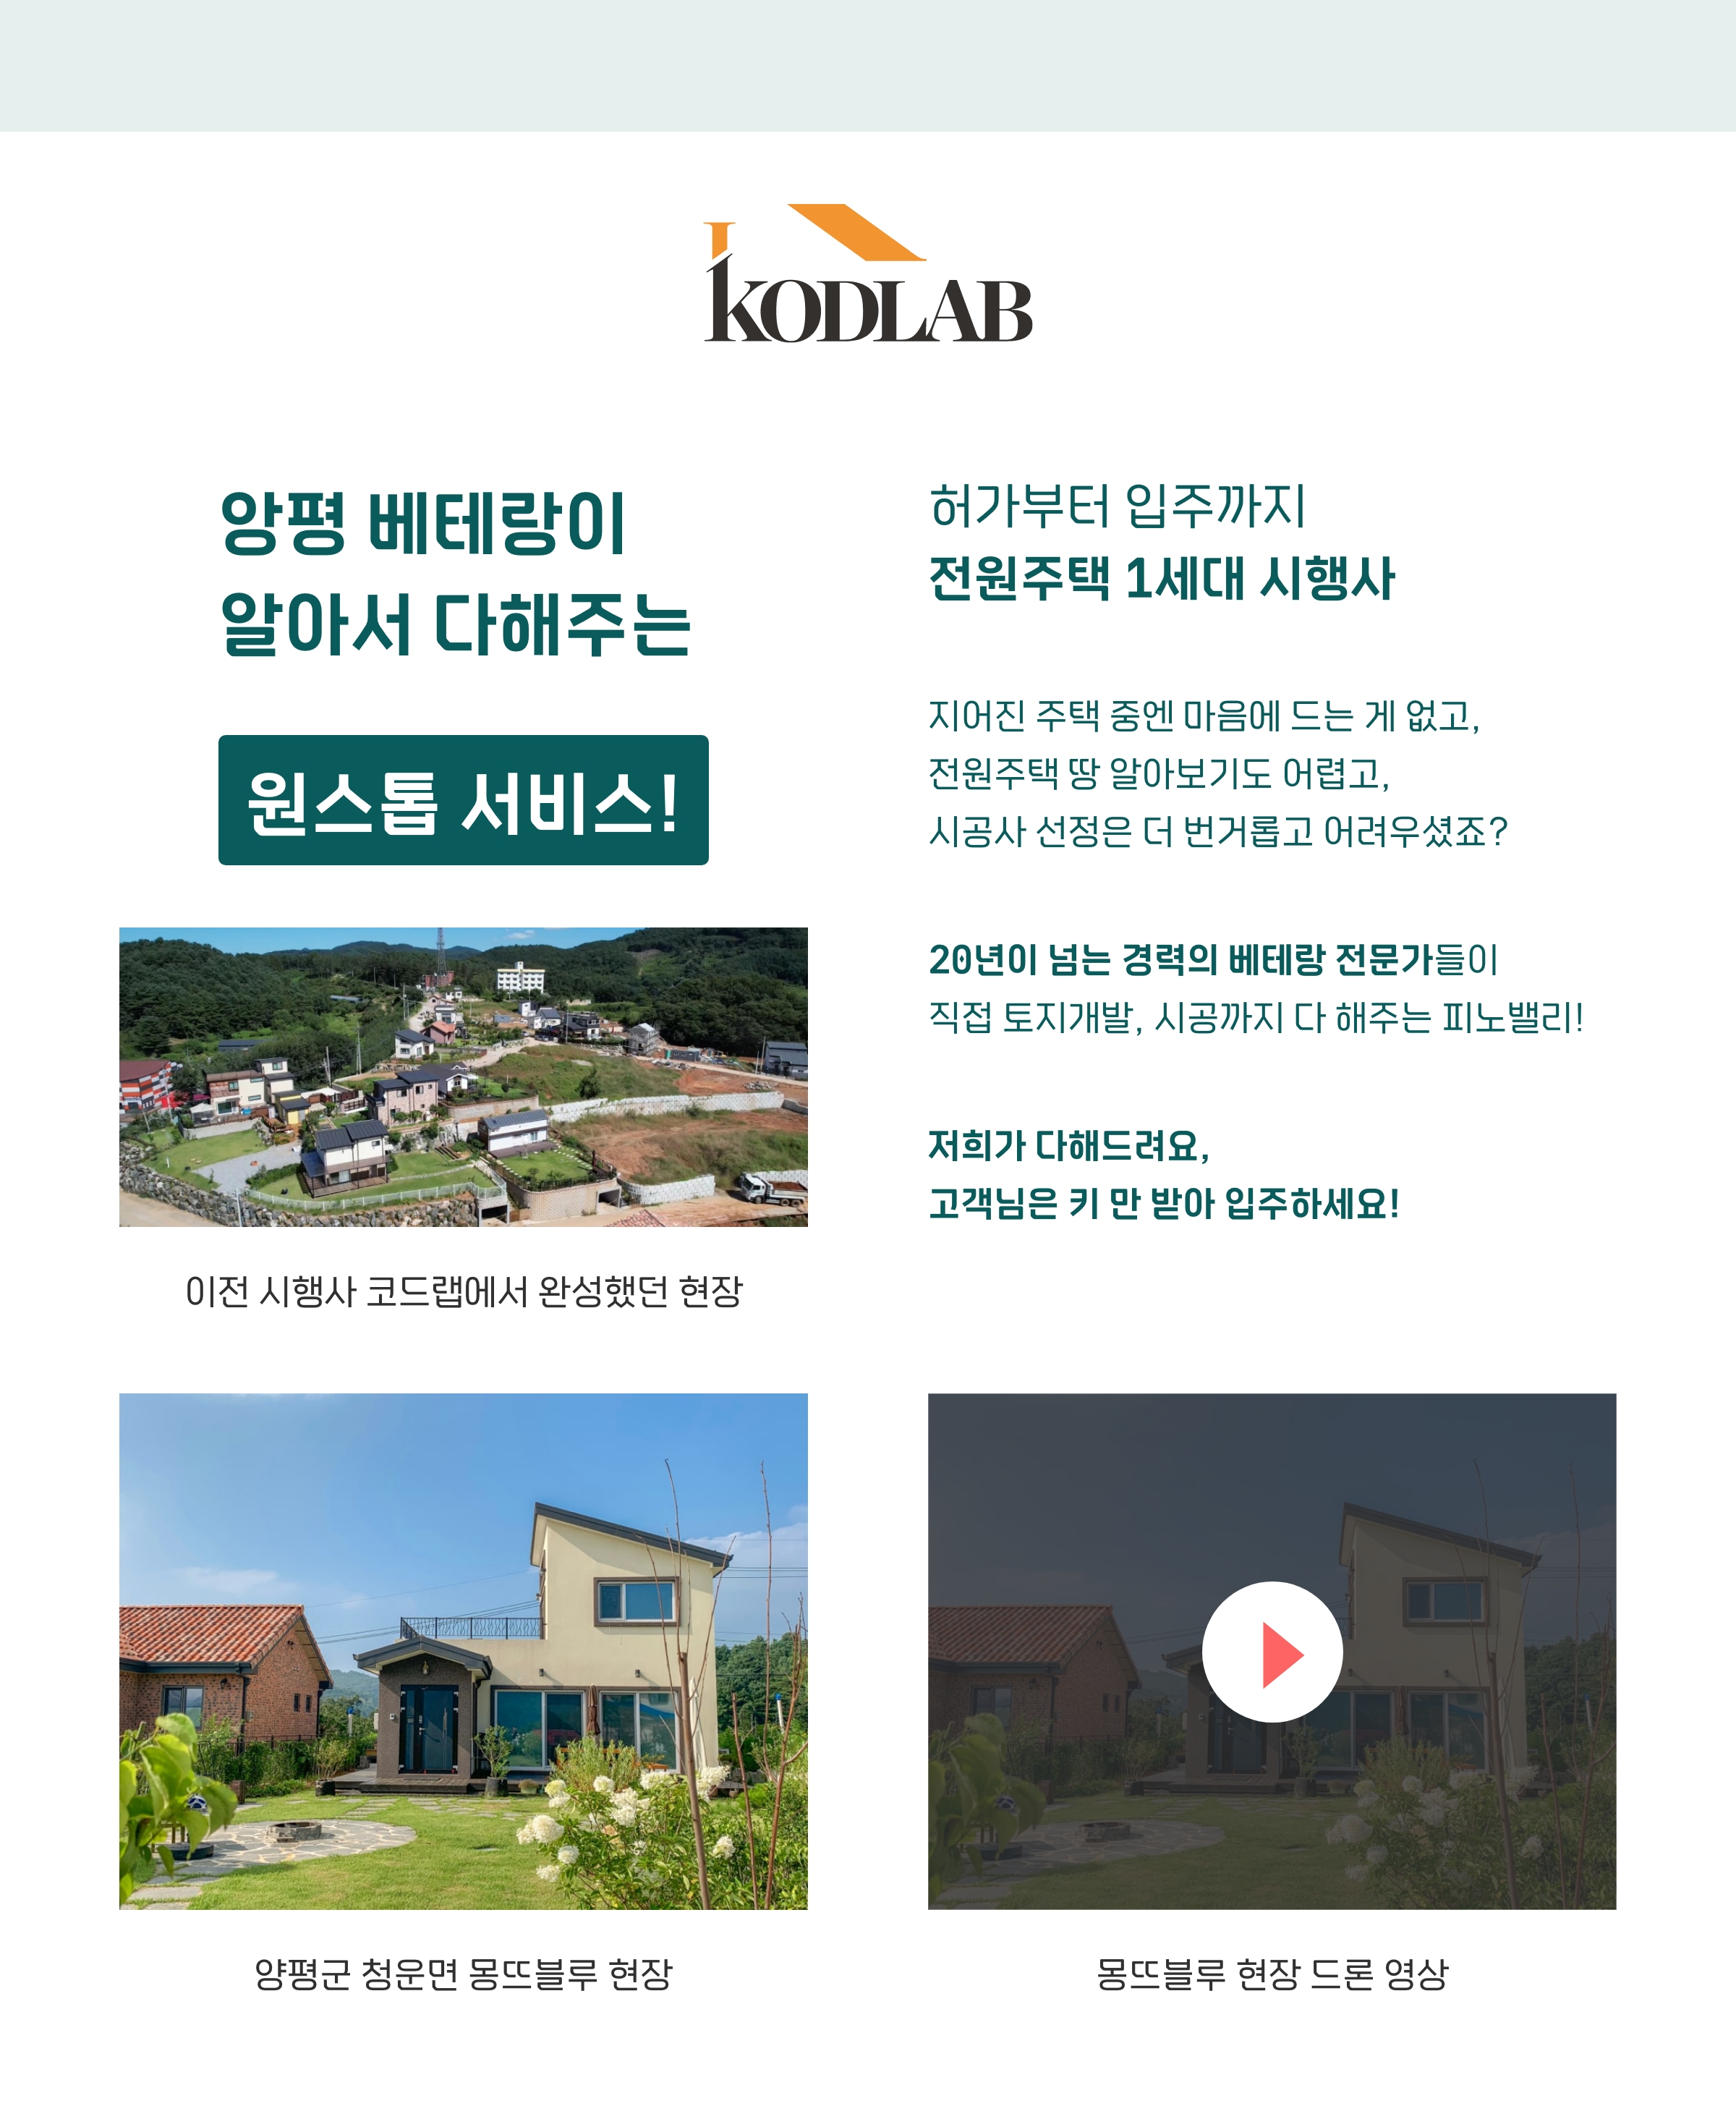 KODLAB
앙평 베테랑이
알아서 다해주는
원스톱 서비스!
이전 시행사 코드랩에서 완성했던 현장
허가부터 입주까지
전원주택 1세대 시행사
지어진 주택 중엔 마음에 드는 게 없고,
전원주택 땅 알아보기도 어렵고,
시공사 선정은 더 번거롭고 어려우셨죠?
20년이 넘는 경력의 베테랑 전문가들이
직접 토지개발, 시공까지 다 해주는 피노밸리!
저희가 다해드려요,
고객님은 키 만 받아 입주하세요!
양평군 청운면 몽뜨블루 현장
몽뜨블루 현장 드론 영상